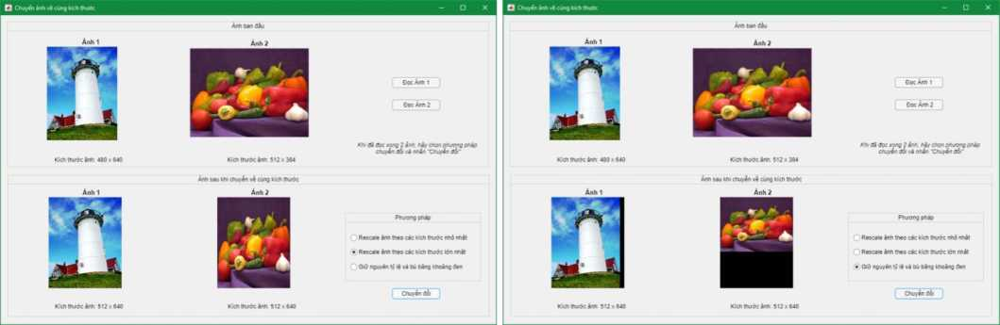 Chuyển ảnh về cùng kích thước
Ảnh ban đầu
Ảnh 1
Ảnh 2
Đọc Ảnh 1
Đọc Ảnh 2
Khi đã đọc xong 2 ảnh, hãy chọn phương pháp
chuyển đổi và nhấn "Chuyển đổi"
Kích thước ảnh: 480 x 640
Kích thước ảnh: 512 x 384
Ảnh sau khi chuyển về cùng kích thước
Ảnh 1
Ảnh 2
Phương pháp
Rescale ảnh theo các kích thước nhỏ nhất
Rescale ảnh theo các kích thước lớn nhất
Giữ nguyên tỷ lệ và bù bằng khoảng đen
Chuyển đổi
Kích thước ảnh: 512 x 640
Kích thước ảnh: 512 x 640
Chuyển ảnh về cùng kích thước
Ảnh ban đầu
Ảnh 1
Ảnh 2
Đọc Ảnh 1
Đọc Ảnh 2
Khi đã đọc xong 2 ảnh, hãy chọn phương pháp
chuyển đổi và nhấn "Chuyển đổi"
Kích thước ảnh: 480 x 640
Kích thước ảnh: 512 x 384
Ảnh sau khi chuyển về cùng kích thước
Ảnh 1
Ảnh 2
Phương pháp
Rescale ảnh theo các kích thước nhỏ nhất
Rescale ảnh theo các kích thước lớn nhất
Giữ nguyên tỷ lệ và bù bằng khoảng đen
Chuyển đổi
Kích thước ảnh: 512 x 640
Kích thước ảnh: 512 x 640